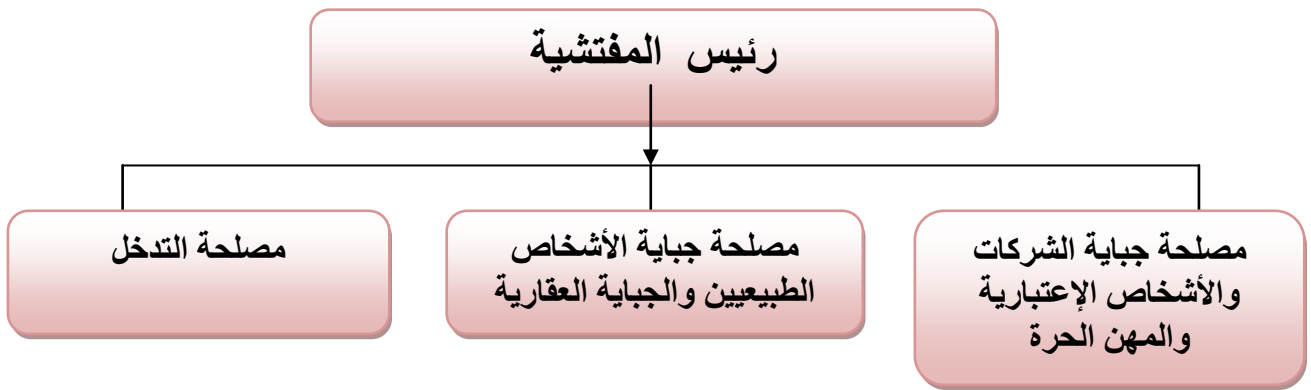 رئيس المفتشية
مصلحة جباية الشركات
والأشخاص الإعتبارية
والمهن الحرة
مصلحة جباية الأشخاص
الطبيعيين والجباية العقارية
مصلحة التدخل